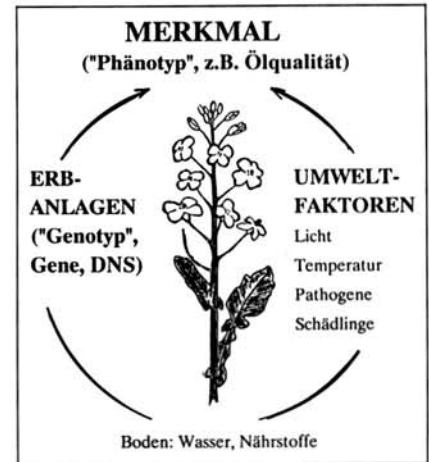 MERKMAL
("Phänotyp", z.B. Ölqualität)
ERB-
ANLAGEN
("Genotyp",
Gene, DNS)
UMWELT-
FAKTOREN
Licht
Temperatur
Pathogene
Schädlinge
Boden: Wasser, Nährstoffe